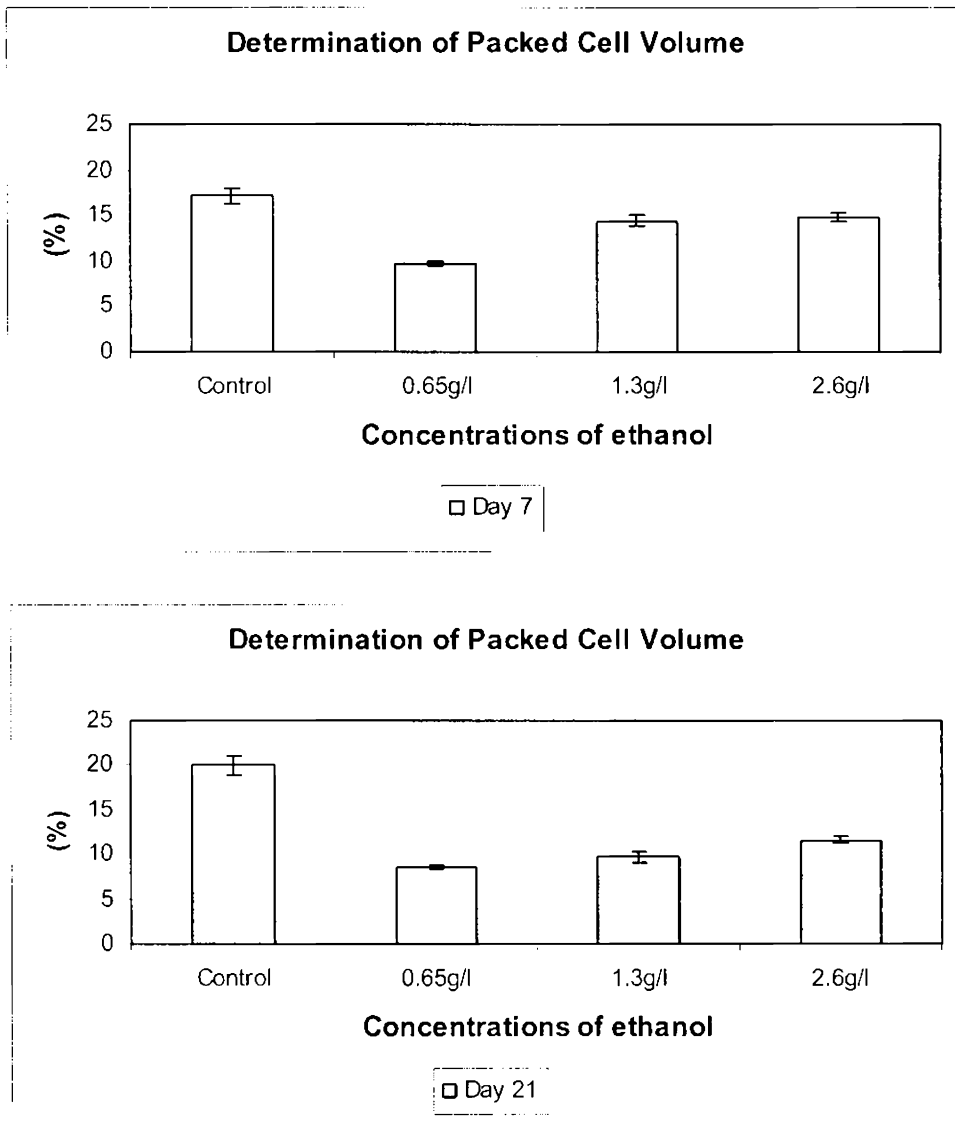 Determination of Packed Cell Volume
25
20
15
10
5
0
(%)
Control 0.65g/l 1.3g/l 2.6g/l
Concentrations of ethanol
Day 7
Determination of Packed Cell Volume
25
20
15
10
5
0
(%)
Control 0.65g/l 1.3g/l 2.6g/l
Concentrations of ethanol
Day 21